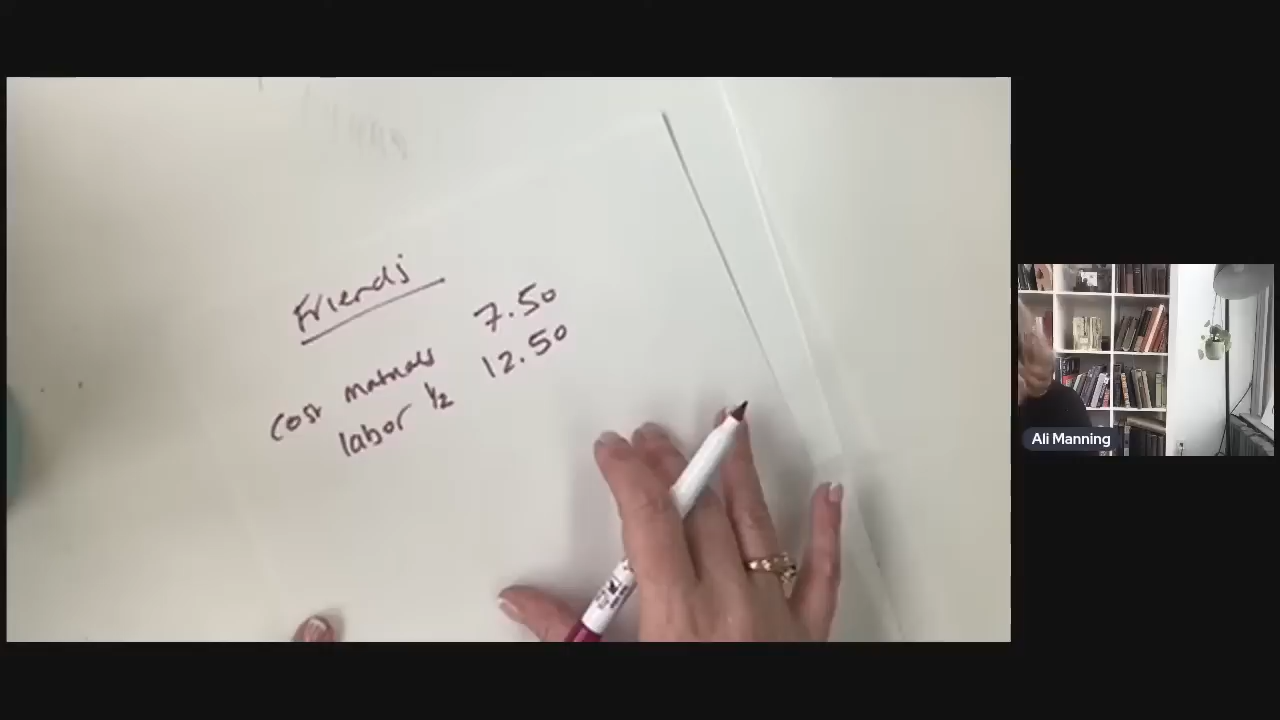 Friends
cost materials 7.50
labor ½ 12.50
Ali Manning